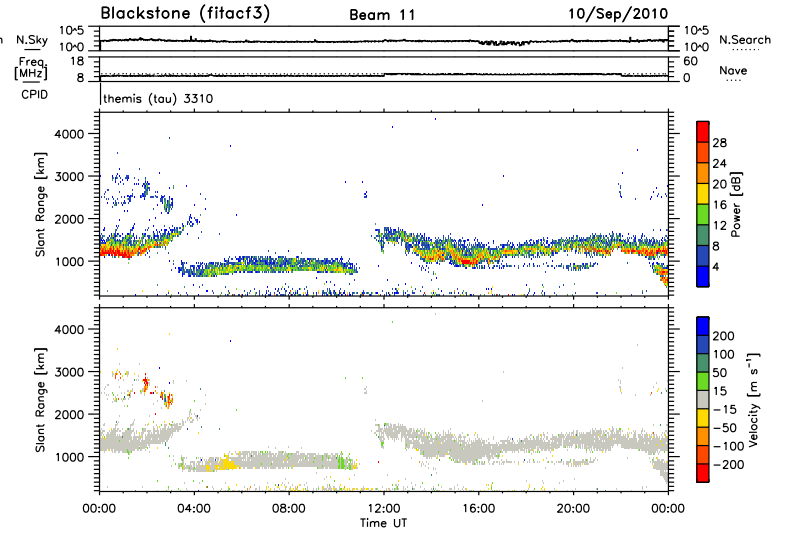 Blackstone (fitacf3) Beam 11 10/Sep/2010
N.Sky 10^5 10^0 10^5 10^0 N.Search
Freq. [MHz] 18 8 60 0 Nave
CPID themis (tau) 3310
Slant Range [km] 4000 3000 2000 1000
28 24 20 16 12 8 4 Power [dB]
Slant Range [km] 4000 3000 2000 1000
200 100 50 15 -15 -50 -100 -200 Velocity [m s⁻¹]
00:00 04:00 08:00 12:00 16:00 20:00 00:00
Time UT